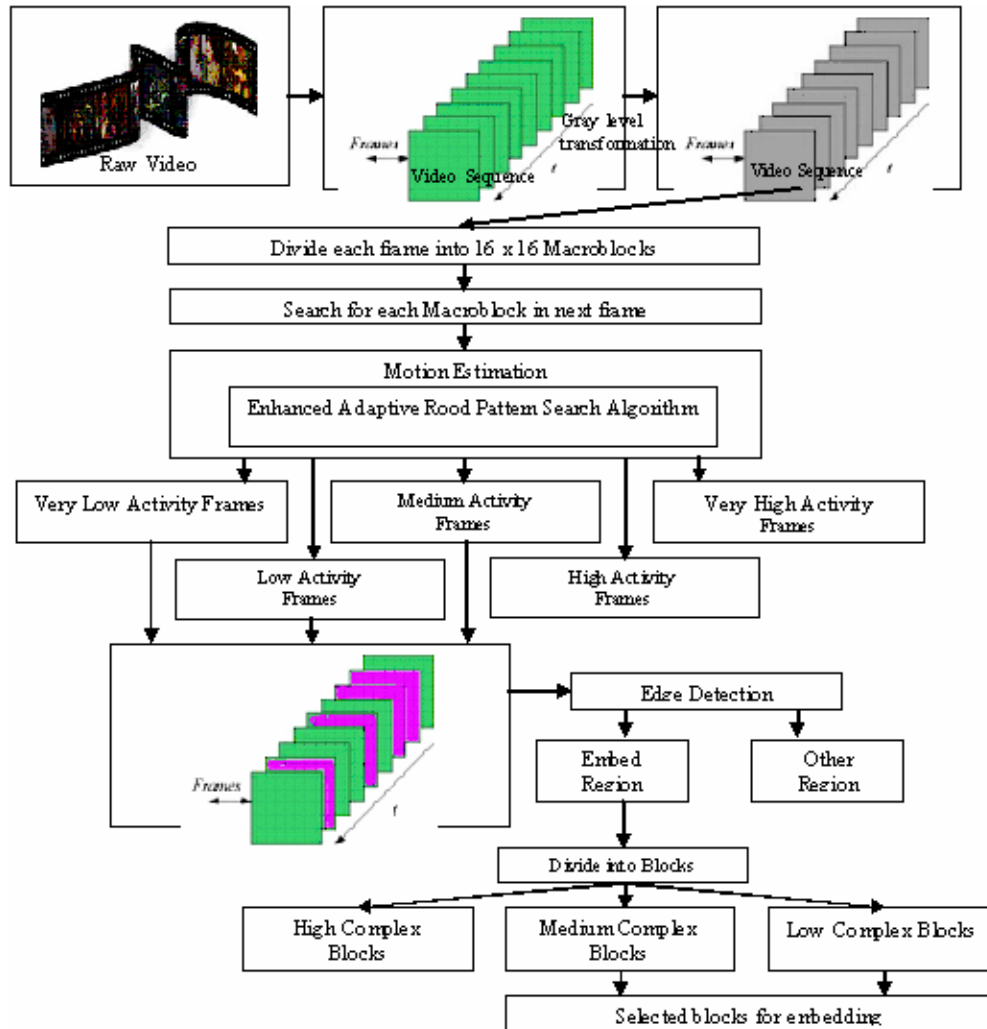 Raw Video
Frames
Video Sequence
t
Gray level
transformation
Frames
Video Sequence
t
Divide each frame into 16 x 16 Macroblocks
Search for each Macroblock in next frame
Motion Estimation
Enhanced Adaptive Rood Pattern Search Algorithm
Very Low Activity Frames
Medium Activity
Frames
Very High Activity
Frames
Low Activity
Frames
High Activity
Frames
Frames
t
Edge Detection
Embed
Region
Other
Region
Divide into Blocks
High Complex
Blocks
Medium Complex
Blocks
Low Complex Blocks
Selected blocks for embedding